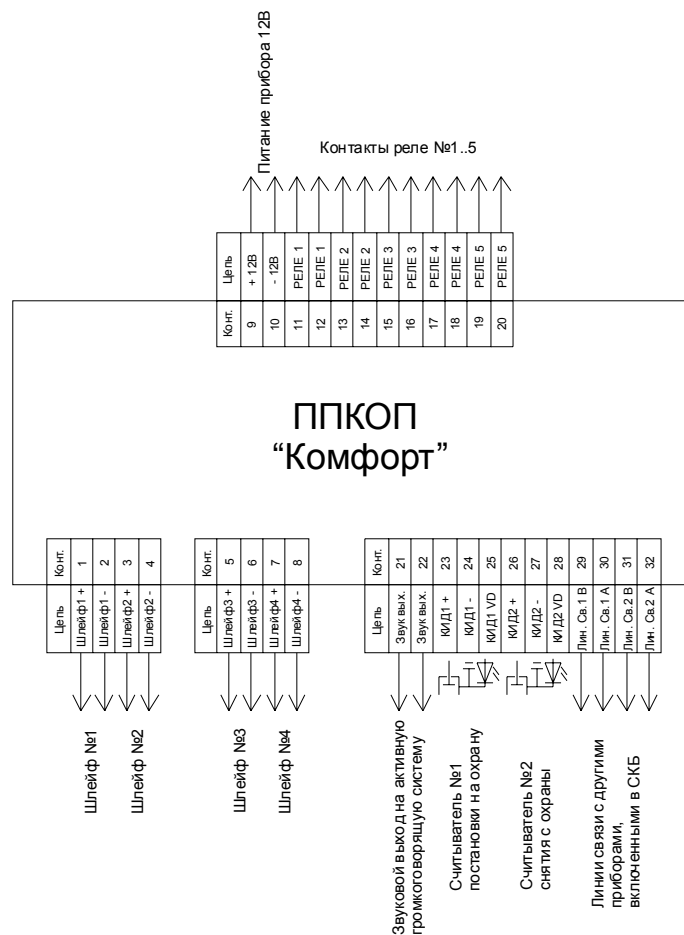 Питание прибора 12В
Контакты реле №1..5
Цепь
+ 12В
- 12В
РЕЛЕ 1
РЕЛЕ 1
РЕЛЕ 2
РЕЛЕ 2
РЕЛЕ 3
РЕЛЕ 3
РЕЛЕ 4
РЕЛЕ 4
РЕЛЕ 5
РЕЛЕ 5
Конт.
9
10
11
12
13
14
15
16
17
18
19
20
ППКОП
“Комфорт”
Конт.
1
2
3
4
Цепь
Шлейф1 +
Шлейф1 -
Шлейф2 +
Шлейф2 -
Шлейф №1
Шлейф №2
Конт.
5
6
7
8
Цепь
Шлейф3 +
Шлейф3 -
Шлейф4 +
Шлейф4 -
Шлейф №3
Шлейф №4
Конт.
21
22
23
24
25
26
27
28
29
30
31
32
Цепь
Звук вых.
Звук вых.
КИД1 +
КИД1 -
КИД1 VD
КИД2 +
КИД2 -
КИД2 VD
Лин. Св.1 В
Лин. Св.1 А
Лин. Св.2 В
Лин. Св.2 А
Звуковой выход на активную
громкоговорящую систему
Считыватель №1
постановки на охрану
Считыватель №2
снятия с охраны
Линии связи с другими
приборами,
включенными в СКБ